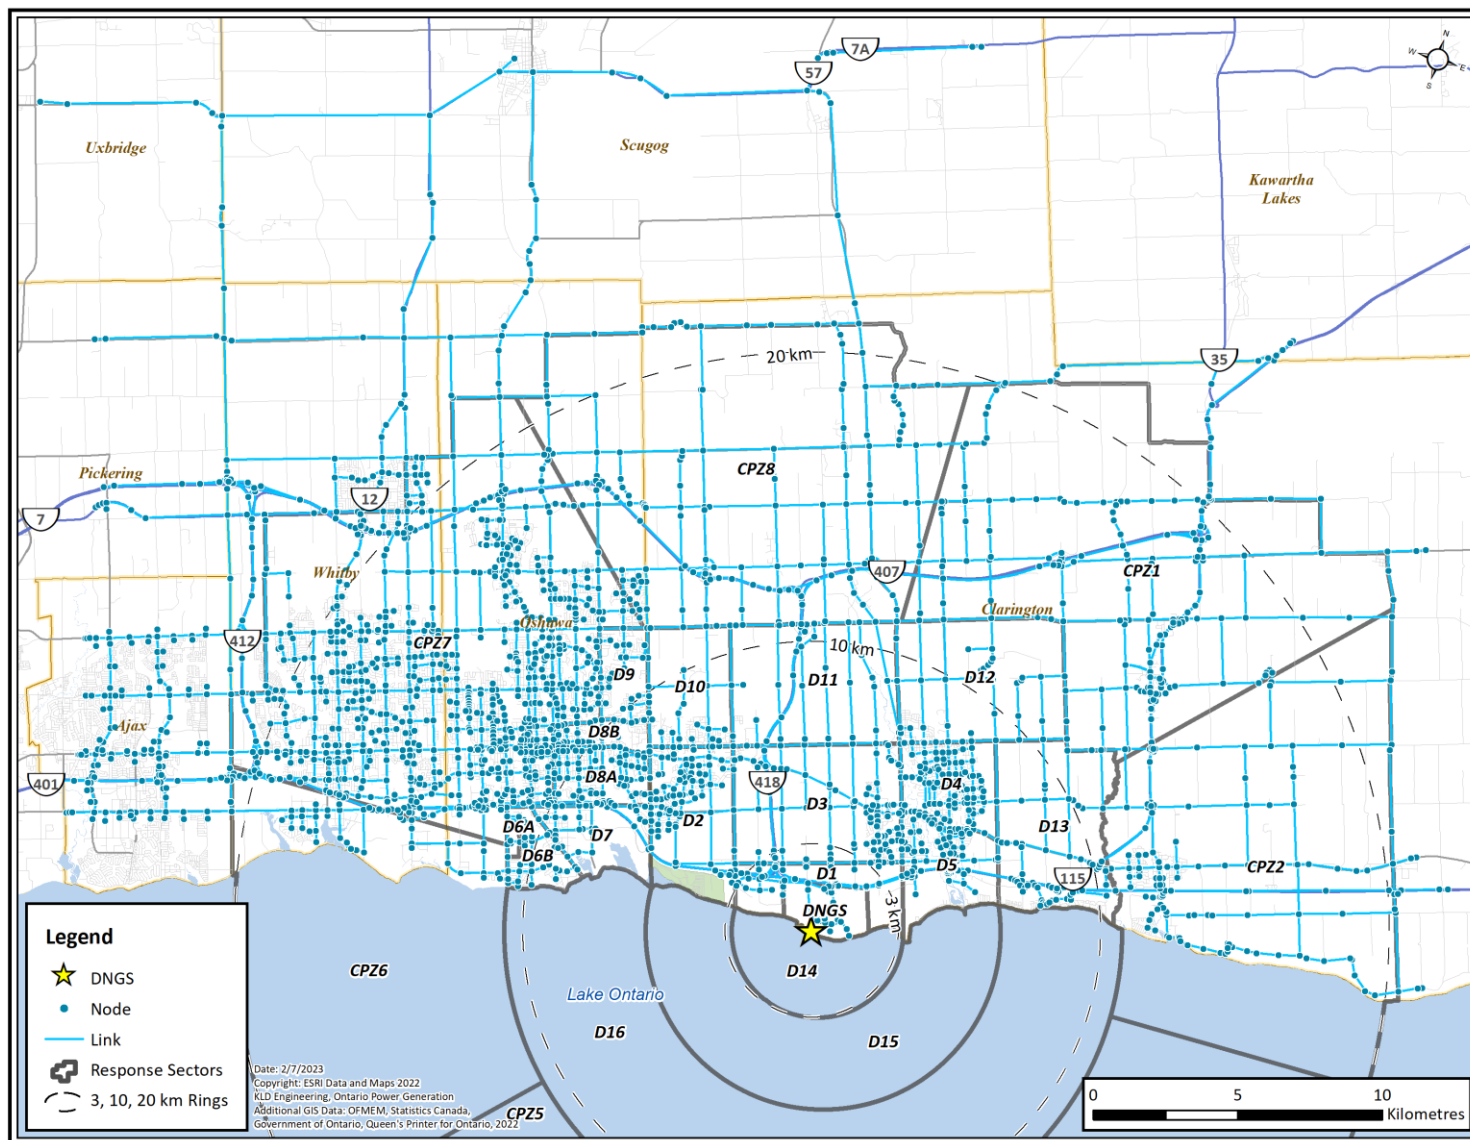 7A
57
N
W
E
S
Uxbridge
Scugog
Kawartha
Lakes
20 km
35
CPZ8
Pickering
12
7
407
CPZ1
Whitby
Clarington
Oshawa
412
CPZ7
10 km
D9
D10
D11
D12
Ajax
D8B
401
D8A
418
D4
D3
D6A
D7
D2
D13
D6B
D5
CPZ2
D1
115
DNGS
3 km
CPZ6
D14
Lake Ontario
D16
D15
CPZ5
Legend
DNGS
Node
Link
Response Sectors
3, 10, 20 km Rings
Date: 2/7/2023
Copyright: ESRI Data and Maps 2022
KLD Engineering, Ontario Power Generation
Additional GIS Data: OFMEM, Statistics Canada,
Government of Ontario, Queen's Printer for Ontario, 2022
0 5 10
Kilometres